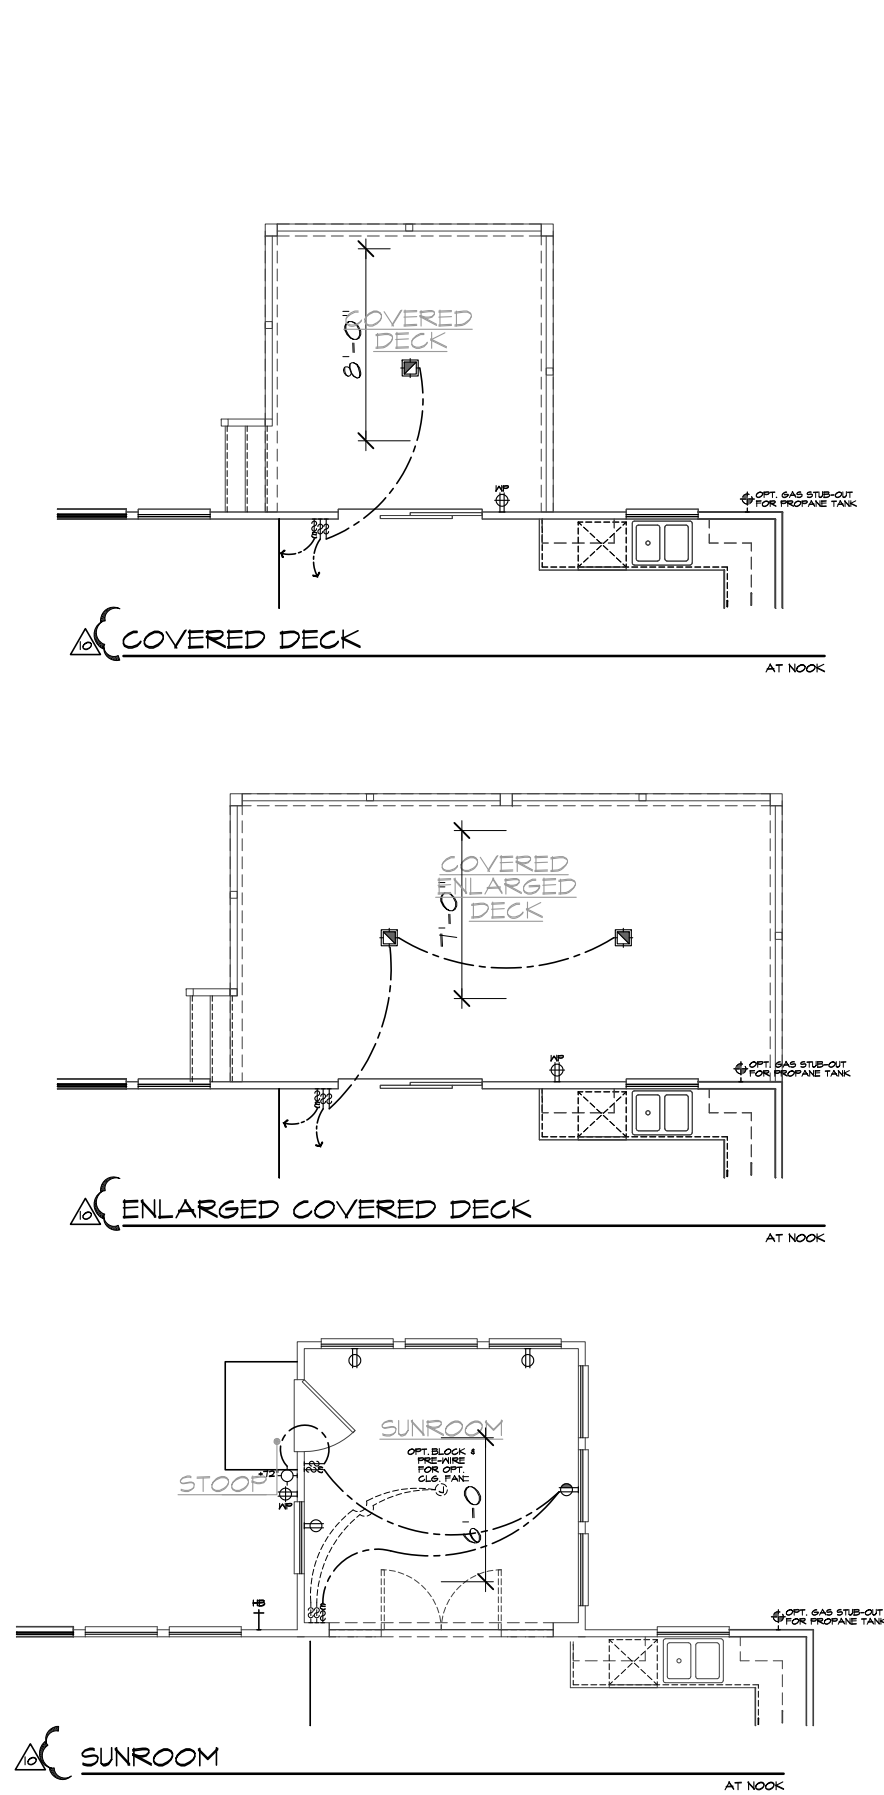 COVERED
DECK
8'-0"
WP
OPT. GAS STUB-OUT
FOR PROPANE TANK
10
COVERED DECK
AT NOOK
COVERED
ENLARGED
DECK
7'-0"
WP
OPT. GAS STUB-OUT
FOR PROPANE TANK
10
ENLARGED COVERED DECK
AT NOOK
SUNROOM
OPT. BLOCK &
PRE-WIRE
FOR OPT.
CLG. FAN
STOOP
+72"
WP
6'-0
HB
OPT. GAS STUB-OUT
FOR PROPANE TANK
10
SUNROOM
AT NOOK